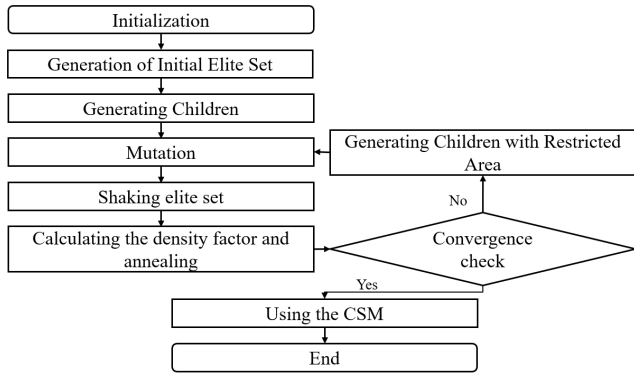 Initialization
Generation of Initial Elite Set
Generating Children
Mutation
Generating Children with Restricted
Area
Shaking elite set
No
Calculating the density factor and
annealing
Convergence
check
Yes
Using the CSM
End